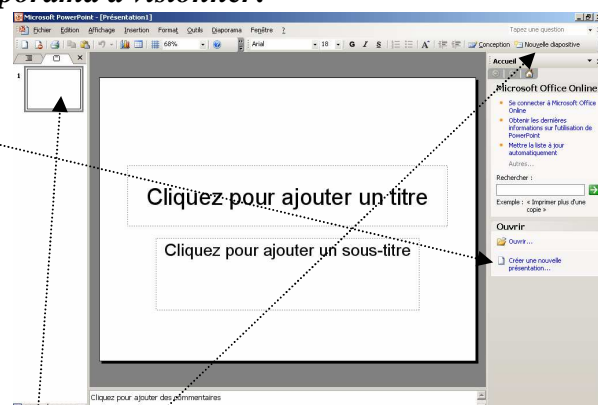 porama à visionner.
Microsoft PowerPoint - [Présentation1]
Fichier Edition Affichage Insertion Format Outils Diaporama Fenêtre ? Tapez une question
68% Arial 18 G I S Conception Nouvelle diapositive
Accueil
1
Microsoft Office Online
Se connecter à Microsoft Office Online
Obtenir les dernières
informations sur l'utilisation de
PowerPoint
Mettre la liste à jour
automatiquement
Autres...
Rechercher :
Exemple : « Imprimer plus d'une
copie »
Ouvrir
Ouvrir...
Créer une nouvelle
présentation...
Cliquez pour ajouter un titre
Cliquez pour ajouter un sous-titre
Cliquez pour ajouter des commentaires